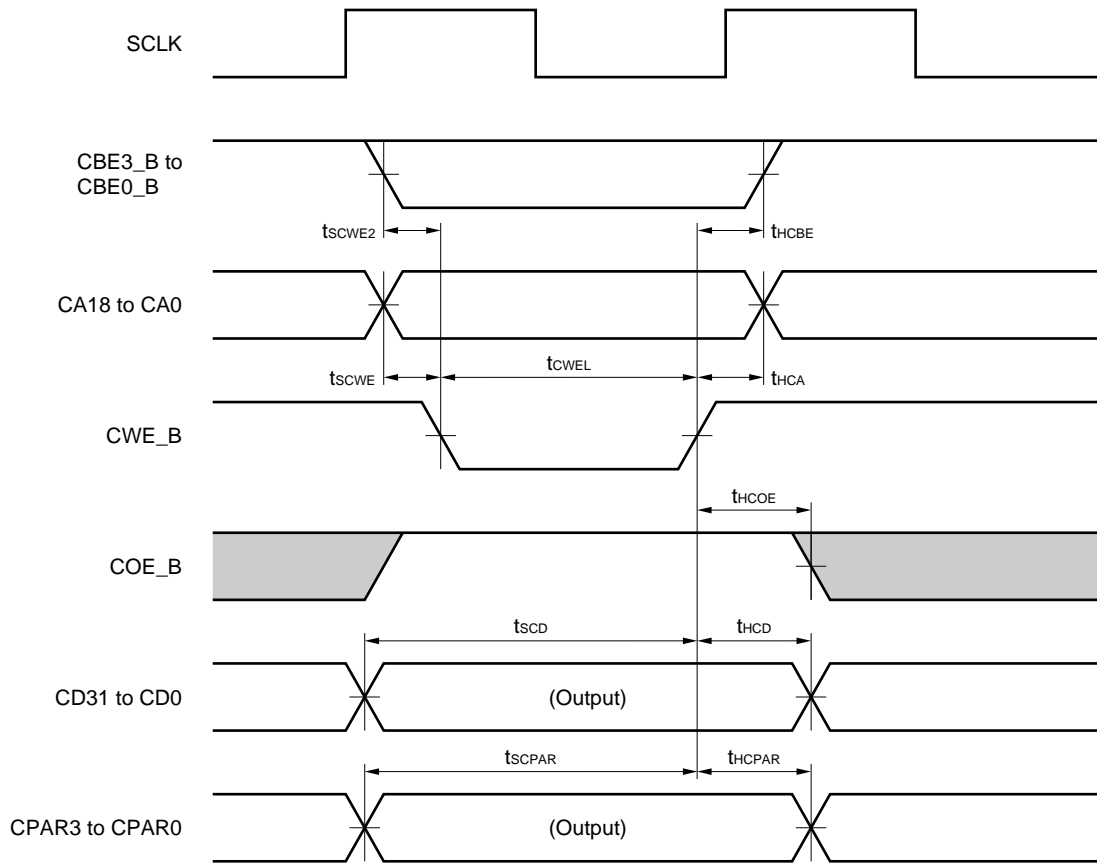 SCLK
CBE3_B to
CBE0_B
tSCWE2
tHCBE
CA18 to CA0
tSCWE
tCWEL
tHCA
CWE_B
tHCOE
COE_B
tSCD
tHCD
CD31 to CD0
(Output)
tSCPAR
tHCPAR
CPAR3 to CPAR0
(Output)